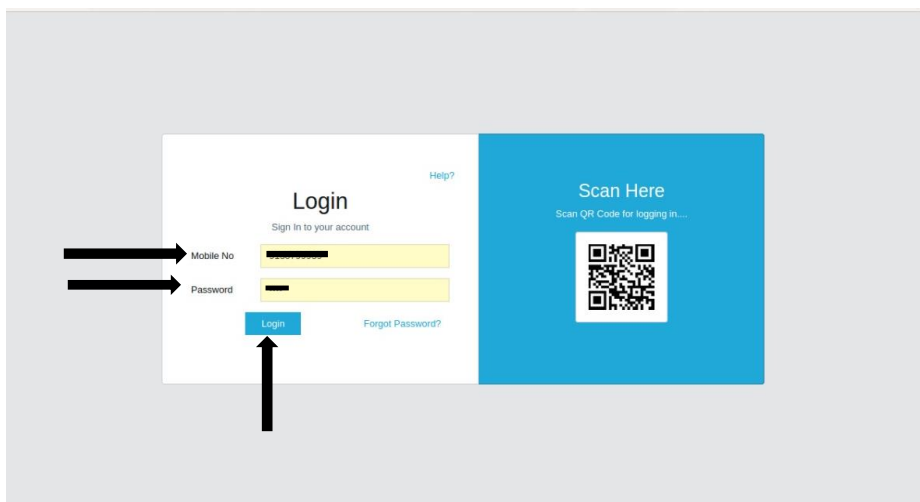 Help?
Login
Sign In to your account
Mobile No
Password
Login
Forgot Password?
Scan Here
Scan QR Code for logging in....